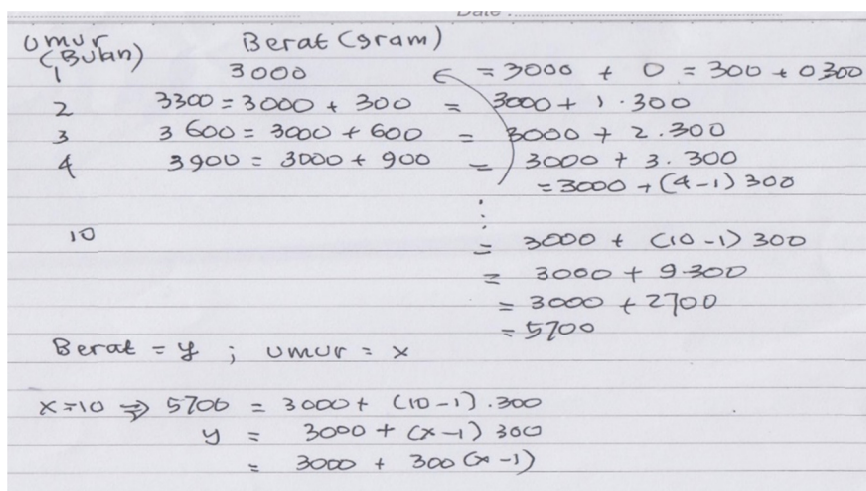 Date :
Umur Berat (gram)
(Bulan)
1 3000 = 3000 + 0 = 300 + 0 300
2 3300 = 3000 + 300 = 3000 + 1 . 300
3 3600 = 3000 + 600 = 3000 + 2 . 300
4 3900 = 3000 + 900 = 3000 + 3 . 300
= 3000 + (4-1) 300
⋮
10 = 3000 + (10-1) 300
= 3000 + 9 300
= 3000 + 2700
= 5700
Berat = y ; umur = x
x=10 ⇒ 5700 = 3000 + (10-1) . 300
y = 3000 + (x-1) 300
= 3000 + 300 (x-1)